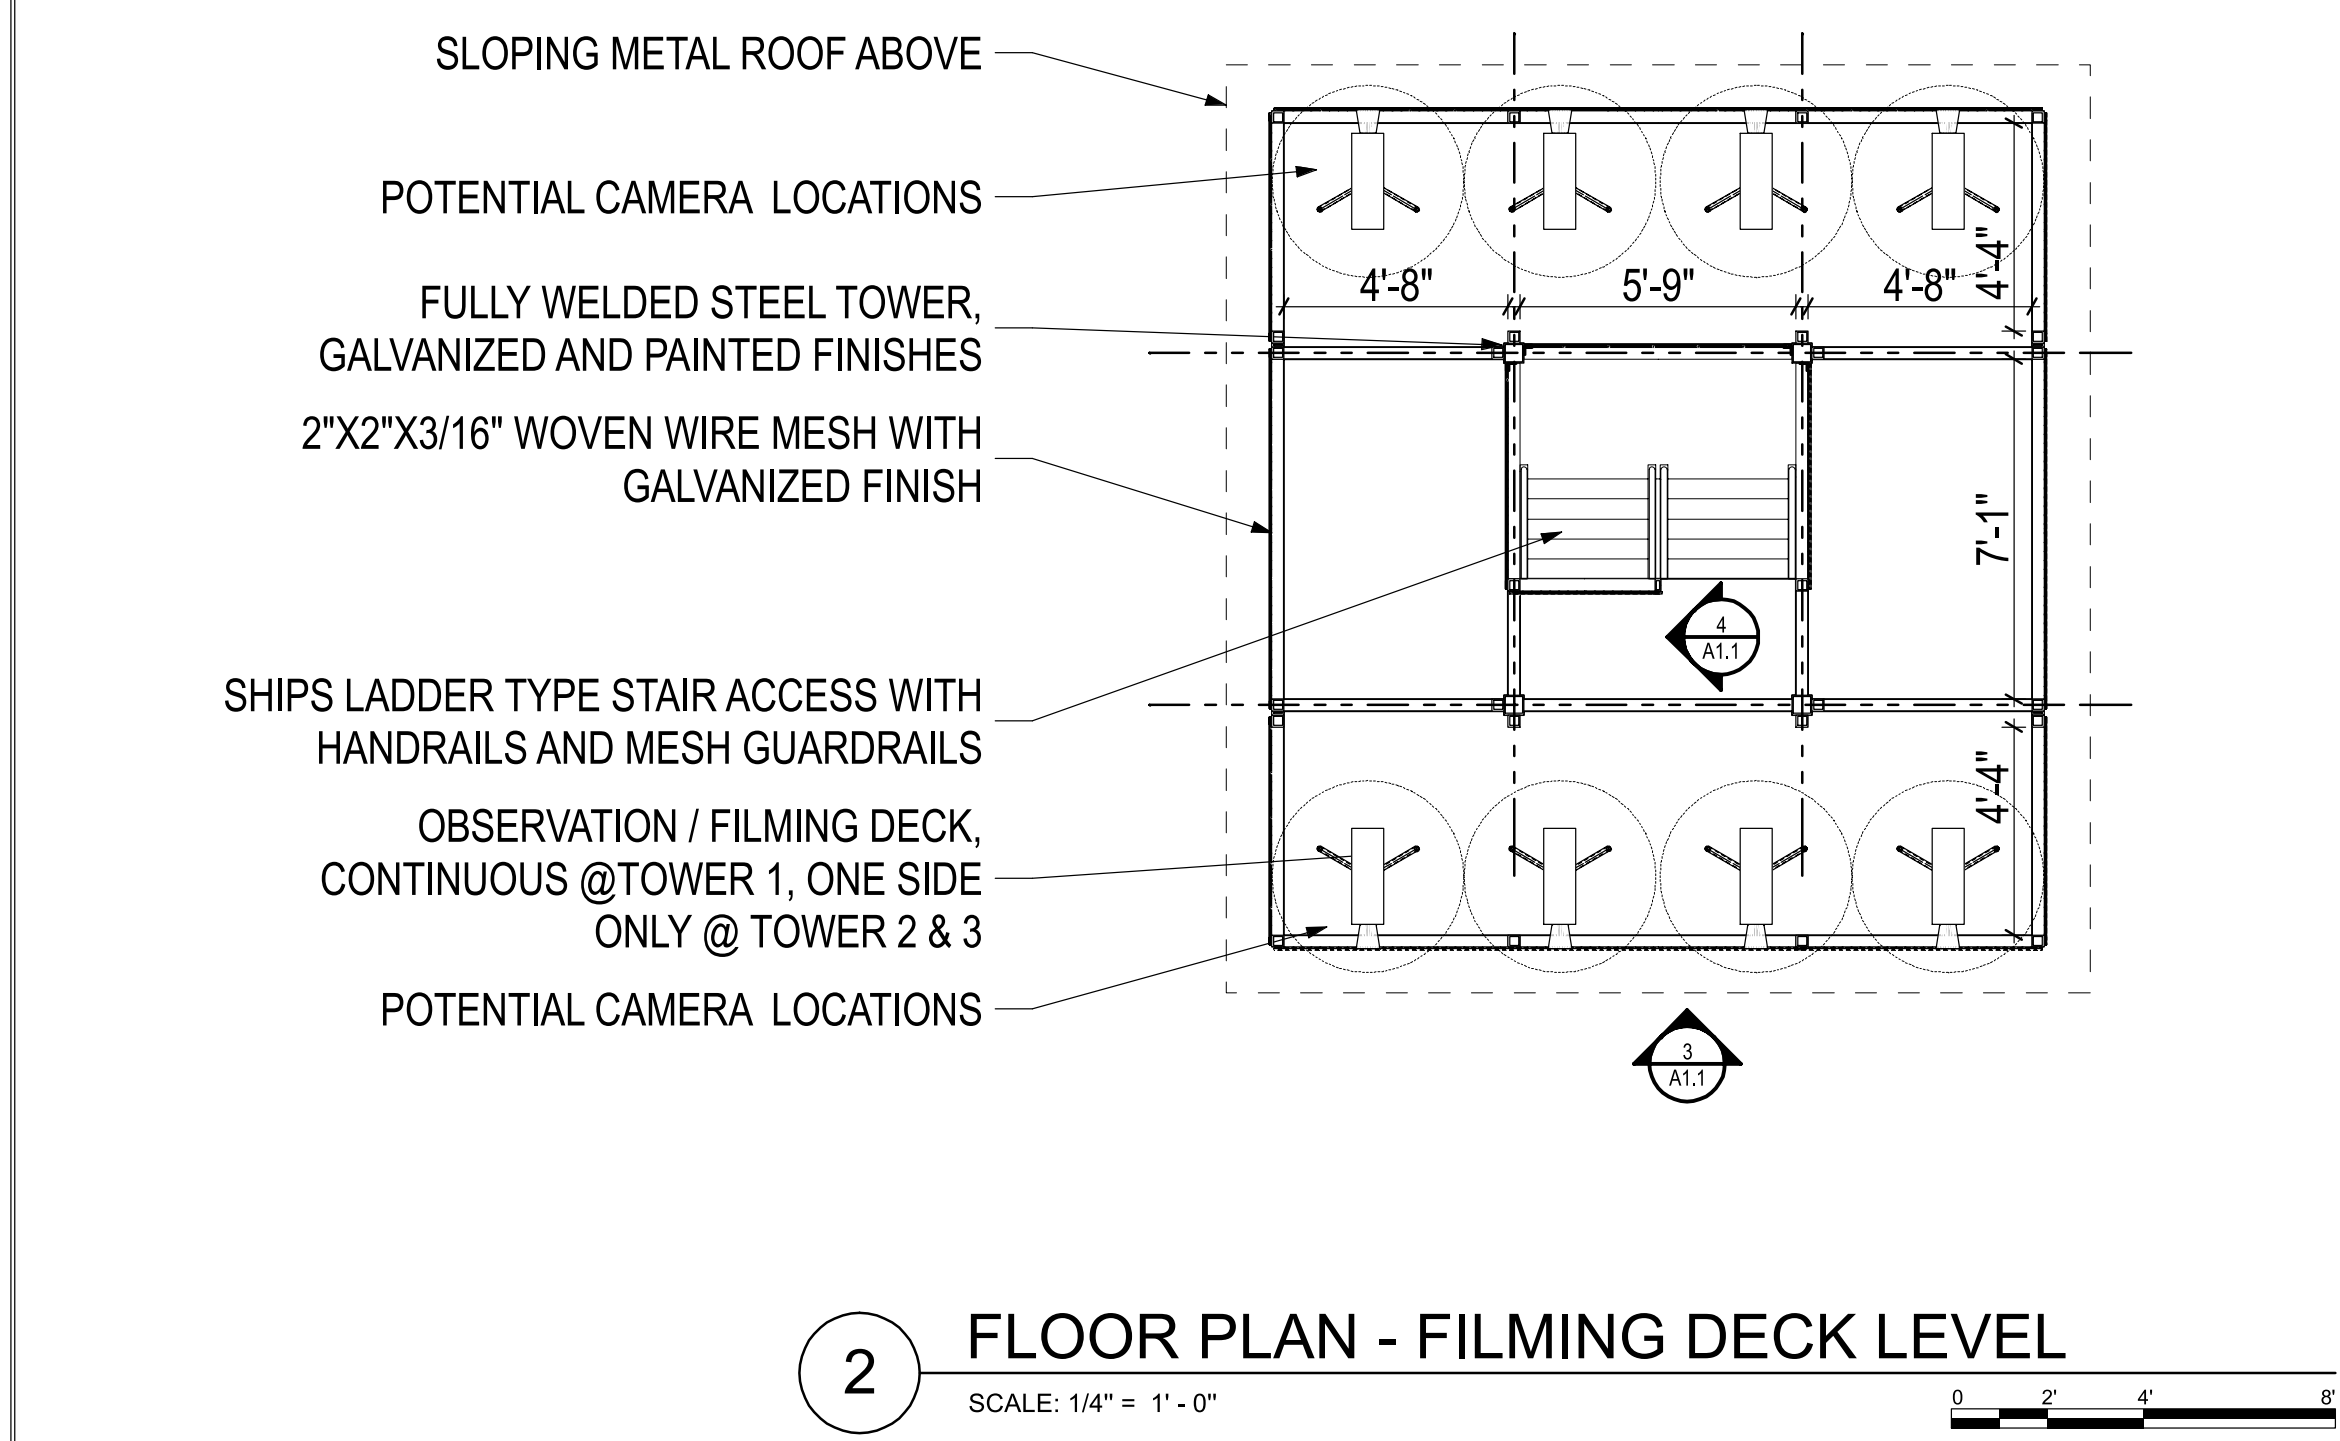 SLOPING METAL ROOF ABOVE
POTENTIAL CAMERA LOCATIONS
FULLY WELDED STEEL TOWER,
GALVANIZED AND PAINTED FINISHES
2"X2"X3/16" WOVEN WIRE MESH WITH
GALVANIZED FINISH
SHIPS LADDER TYPE STAIR ACCESS WITH
HANDRAILS AND MESH GUARDRAILS
OBSERVATION / FILMING DECK,
CONTINUOUS @TOWER 1, ONE SIDE
ONLY @ TOWER 2 & 3
POTENTIAL CAMERA LOCATIONS
4'-8"
5'-9"
4'-8"
4'-4"
7'-1"
4'-4"
4
A1.1
3
A1.1
2
FLOOR PLAN - FILMING DECK LEVEL
SCALE: 1/4" = 1' - 0"
0 2' 4' 8'